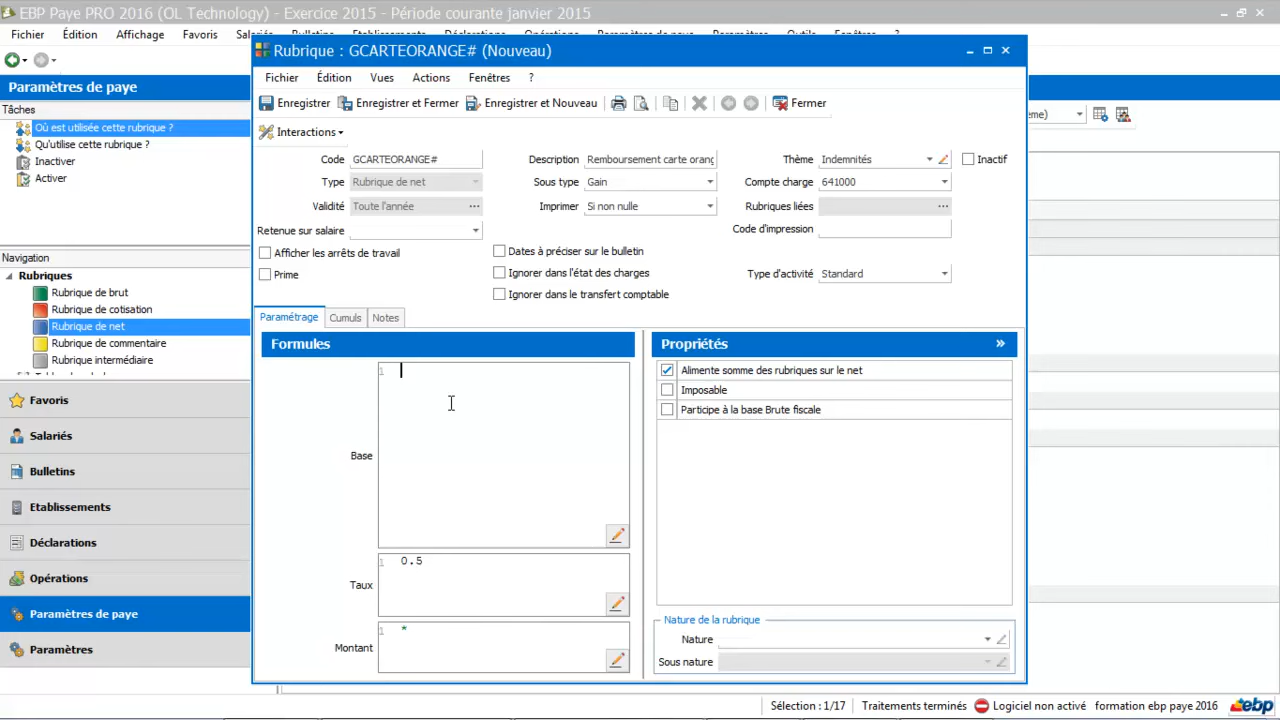 EBP Paye PRO 2016 (OL Technology) - Exercice 2015 - Période courante janvier 2015
Fichier Édition Affichage Favoris
Rubrique : GCARTEORANGE# (Nouveau)
Fichier Édition Vues Actions Fenêtres ?
Enregistrer Enregistrer et Fermer Enregistrer et Nouveau Fermer
Interactions
Paramètres de paye
Tâches
Où est utilisée cette rubrique ?
Qu'utilise cette rubrique ?
Inactiver
Activer
Navigation
Rubriques
Rubrique de brut
Rubrique de cotisation
Rubrique de net
Rubrique de commentaire
Rubrique intermédiaire
Favoris
Salariés
Bulletins
Etablissements
Déclarations
Opérations
Paramètres de paye
Paramètres
Code GCARTEORANGE# Description Remboursement carte orang Thème Indemnités Inactif
Type Rubrique de net Sous type Gain Compte charge 641000
Validité Toute l'année ... Imprimer Si non nulle Rubriques liées ...
Retenue sur salaire Code d'impression
Afficher les arrêts de travail Dates à préciser sur le bulletin
Prime Ignorer dans l'état des charges Type d'activité Standard
Ignorer dans le transfert comptable
Paramétrage Cumuls Notes
Formules
1
Base
1 0.5
Taux
1 *
Montant
Propriétés »
Alimente somme des rubriques sur le net
Imposable
Participe à la base Brute fiscale
Nature de la rubrique
Nature
Sous nature
ème)
Sélection : 1/17 Traitements terminés Logiciel non activé formation ebp paye 2016 ebp